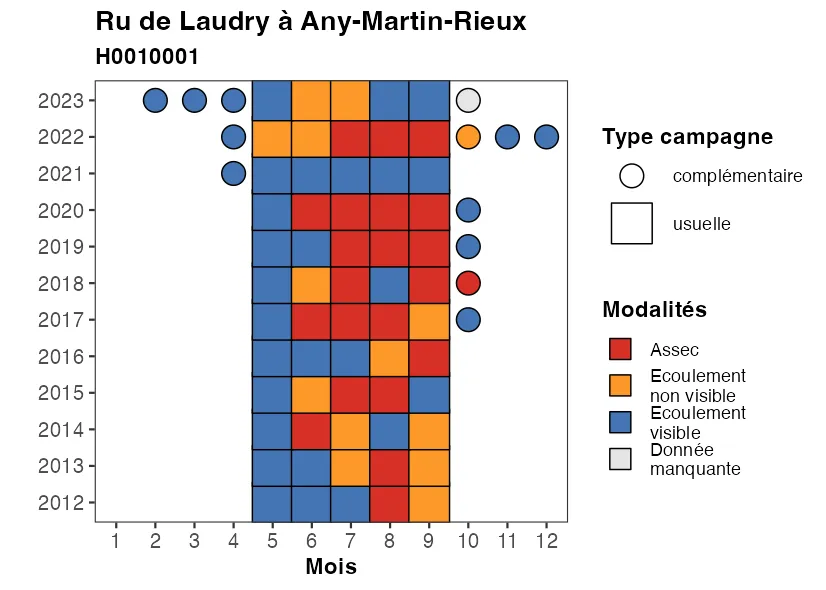 Ru de Laudry à Any-Martin-Rieux
H0010001
2023
2022
2021
2020
2019
2018
2017
2016
2015
2014
2013
2012
1 2 3 4 5 6 7 8 9 10 11 12
Mois
Type campagne
complémentaire
usuelle
Modalités
Assec
Ecoulement
non visible
Ecoulement
visible
Donnée
manquante